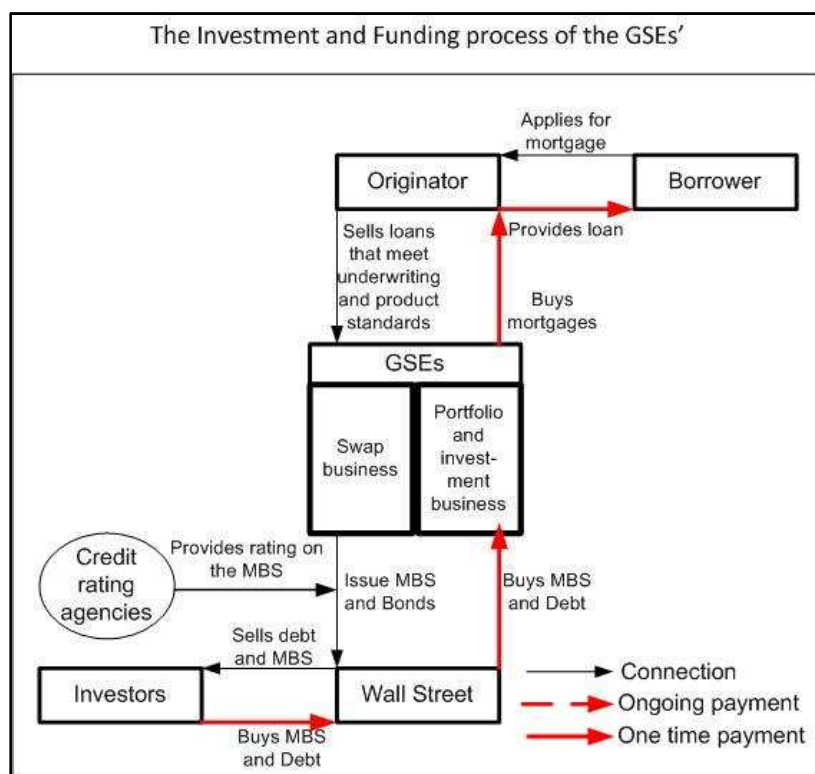 The Investment and Funding process of the GSEs’
Applies for
mortgage
Originator
Borrower
Provides loan
Sells loans
that meet
underwriting
and product
standards
Buys
mortgages
GSEs
Swap
business
Portfolio
and
invest-
ment
business
Credit
rating
agencies
Provides rating on
the MBS
Issue MBS
and Bonds
Buys MBS
and Debt
Sells debt
and MBS
Investors
Wall Street
Buys MBS
and Debt
Connection
Ongoing payment
One time payment